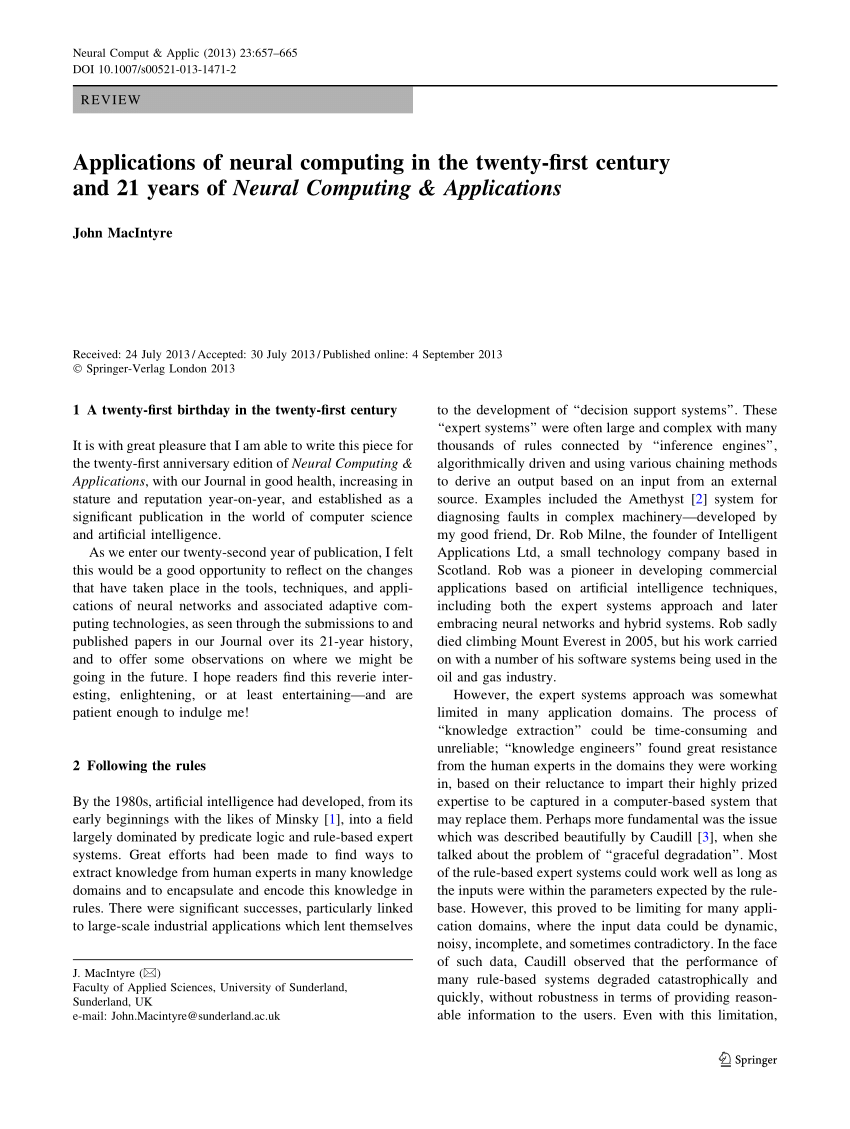 Neural Comput & Applic (2013) 23:657–665
DOI 10.1007/s00521-013-1471-2
REVIEW
Applications of neural computing in the twenty-first century
and 21 years of Neural Computing & Applications
John MacIntyre
Received: 24 July 2013 / Accepted: 30 July 2013 / Published online: 4 September 2013
© Springer-Verlag London 2013
1 A twenty-first birthday in the twenty-first century
It is with great pleasure that I am able to write this piece for
the twenty-first anniversary edition of Neural Computing &
Applications, with our Journal in good health, increasing in
stature and reputation year-on-year, and established as a
significant publication in the world of computer science
and artificial intelligence.
As we enter our twenty-second year of publication, I felt
this would be a good opportunity to reflect on the changes
that have taken place in the tools, techniques, and appli-
cations of neural networks and associated adaptive com-
puting technologies, as seen through the submissions to and
published papers in our Journal over its 21-year history,
and to offer some observations on where we might be
going in the future. I hope readers find this reverie inter-
esting, enlightening, or at least entertaining—and are
patient enough to indulge me!
2 Following the rules
By the 1980s, artificial intelligence had developed, from its
early beginnings with the likes of Minsky [1], into a field
largely dominated by predicate logic and rule-based expert
systems. Great efforts had been made to find ways to
extract knowledge from human experts in many knowledge
domains and to encapsulate and encode this knowledge in
rules. There were significant successes, particularly linked
to large-scale industrial applications which lent themselves
J. MacIntyre (✉)
Faculty of Applied Sciences, University of Sunderland,
Sunderland, UK
e-mail: John.Macintyre@sunderland.ac.uk
to the development of ‘‘decision support systems’’. These
‘‘expert systems’’ were often large and complex with many
thousands of rules connected by ‘‘inference engines’’,
algorithmically driven and using various chaining methods
to derive an output based on an input from an external
source. Examples included the Amethyst [2] system for
diagnosing faults in complex machinery—developed by
my good friend, Dr. Rob Milne, the founder of Intelligent
Applications Ltd, a small technology company based in
Scotland. Rob was a pioneer in developing commercial
applications based on artificial intelligence techniques,
including both the expert systems approach and later
embracing neural networks and hybrid systems. Rob sadly
died climbing Mount Everest in 2005, but his work carried
on with a number of his software systems being used in the
oil and gas industry.
However, the expert systems approach was somewhat
limited in many application domains. The process of
‘‘knowledge extraction’’ could be time-consuming and
unreliable; ‘‘knowledge engineers’’ found great resistance
from the human experts in the domains they were working
in, based on their reluctance to impart their highly prized
expertise to be captured in a computer-based system that
may replace them. Perhaps more fundamental was the issue
which was described beautifully by Caudill [3], when she
talked about the problem of ‘‘graceful degradation’’. Most
of the rule-based expert systems could work well as long as
the inputs were within the parameters expected by the rule-
base. However, this proved to be limiting for many appli-
cation domains, where the input data could be dynamic,
noisy, incomplete, and sometimes contradictory. In the face
of such data, Caudill observed that the performance of
many rule-based systems degraded catastrophically and
quickly, without robustness in terms of providing reason-
able information to the users. Even with this limitation,
Springer